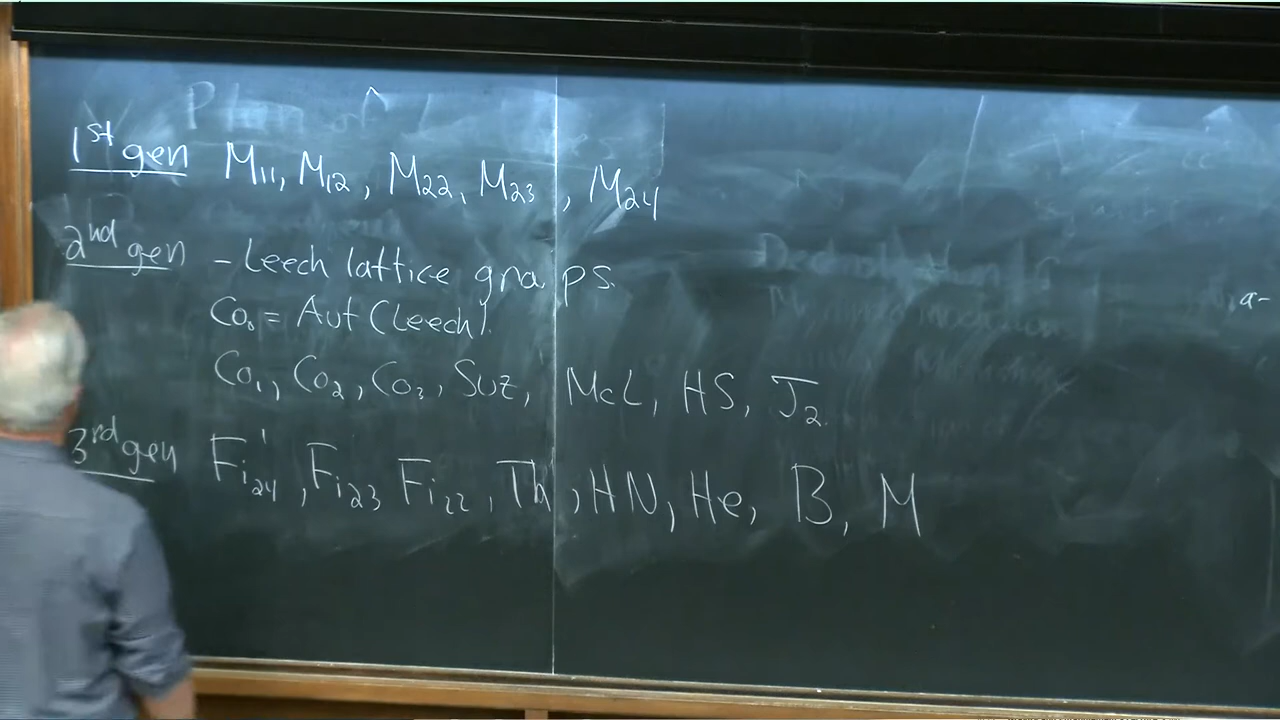 1st gen M11, M12, M22, M23, M24
2nd gen - Leech lattice groups.
Co0 = Aut (Leech).
Co1, Co2, Co3, Suz, McL, HS, J2.
3rd gen Fi24', Fi23, Fi22, Th, HN, He, B, M